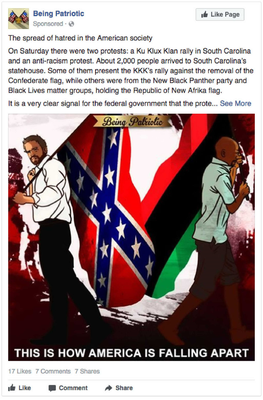 Being Patriotic
Like Page
Sponsored ·
The spread of hatred in the American society
On Saturday there were two protests: a Ku Klux Klan rally in South Carolina
and an anti-racism protest. About 2,000 people arrived to South Carolina's
statehouse. Some of them present the KKK's rally against the removal of the
Confederate flag, while others were from the New Black Panther party and
Black Lives matter groups, holding the Republic of New Afrika flag.
It is a very clear signal for the federal government that the prote... See More
Being Patriotic
THIS IS HOW AMERICA IS FALLING APART
17 Likes 7 Comments 7 Shares
Like Comment Share